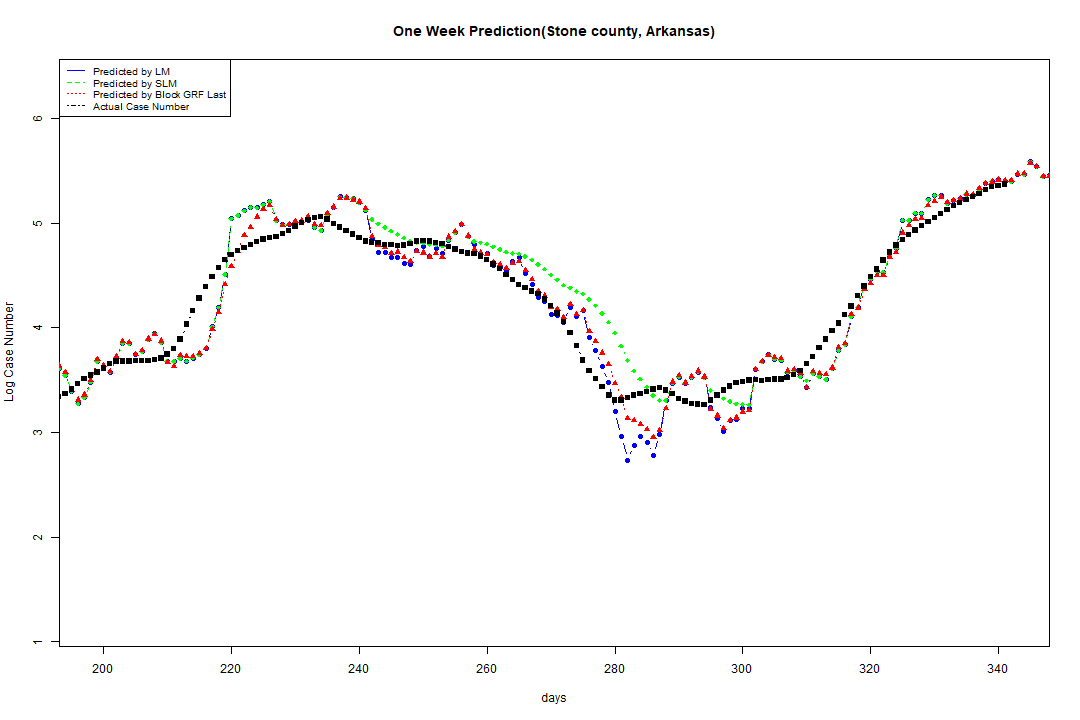 One Week Prediction(Stone county, Arkansas)
Predicted by LM
Predicted by SLM
Predicted by Block GRF Last
Actual Case Number
6
5
4
3
2
1
Log Case Number
200 220 240 260 280 300 320 340
days